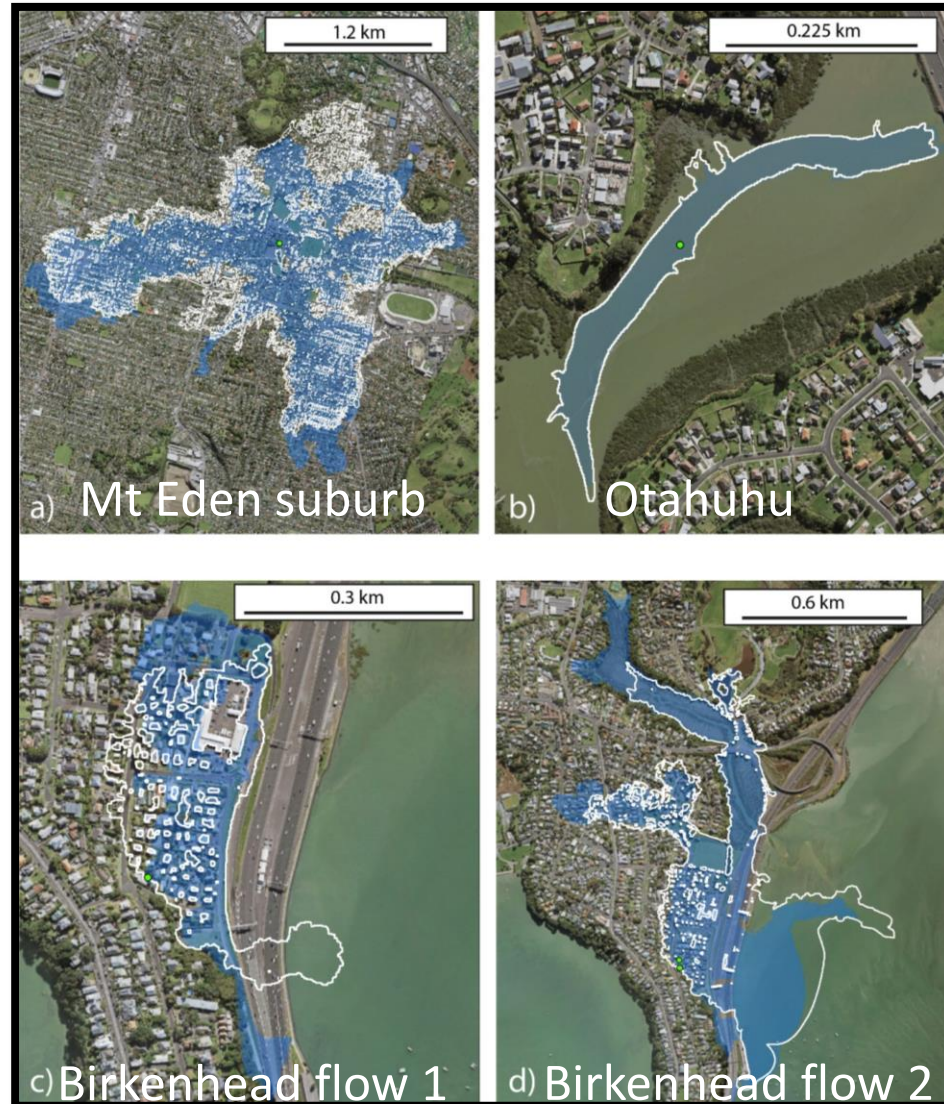 1.2 km
0.225 km
a) Mt Eden suburb
b) Otahuhu
0.3 km
0.6 km
c) Birkenhead flow 1
d) Birkenhead flow 2